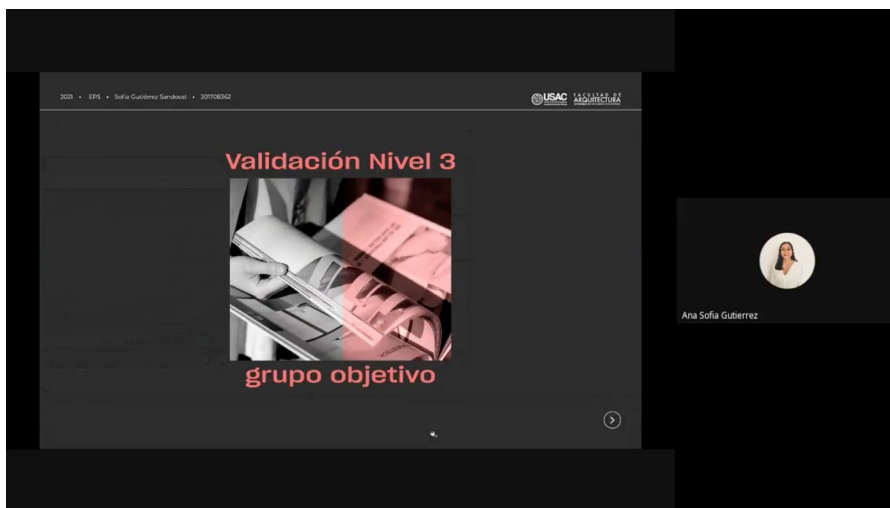 2021 • EPS • Sofía Gutiérrez Sandoval • 201708362
USAC
FACULTAD DE
ARQUITECTURA
Validación Nivel 3
grupo objetivo
Ana Sofia Gutierrez